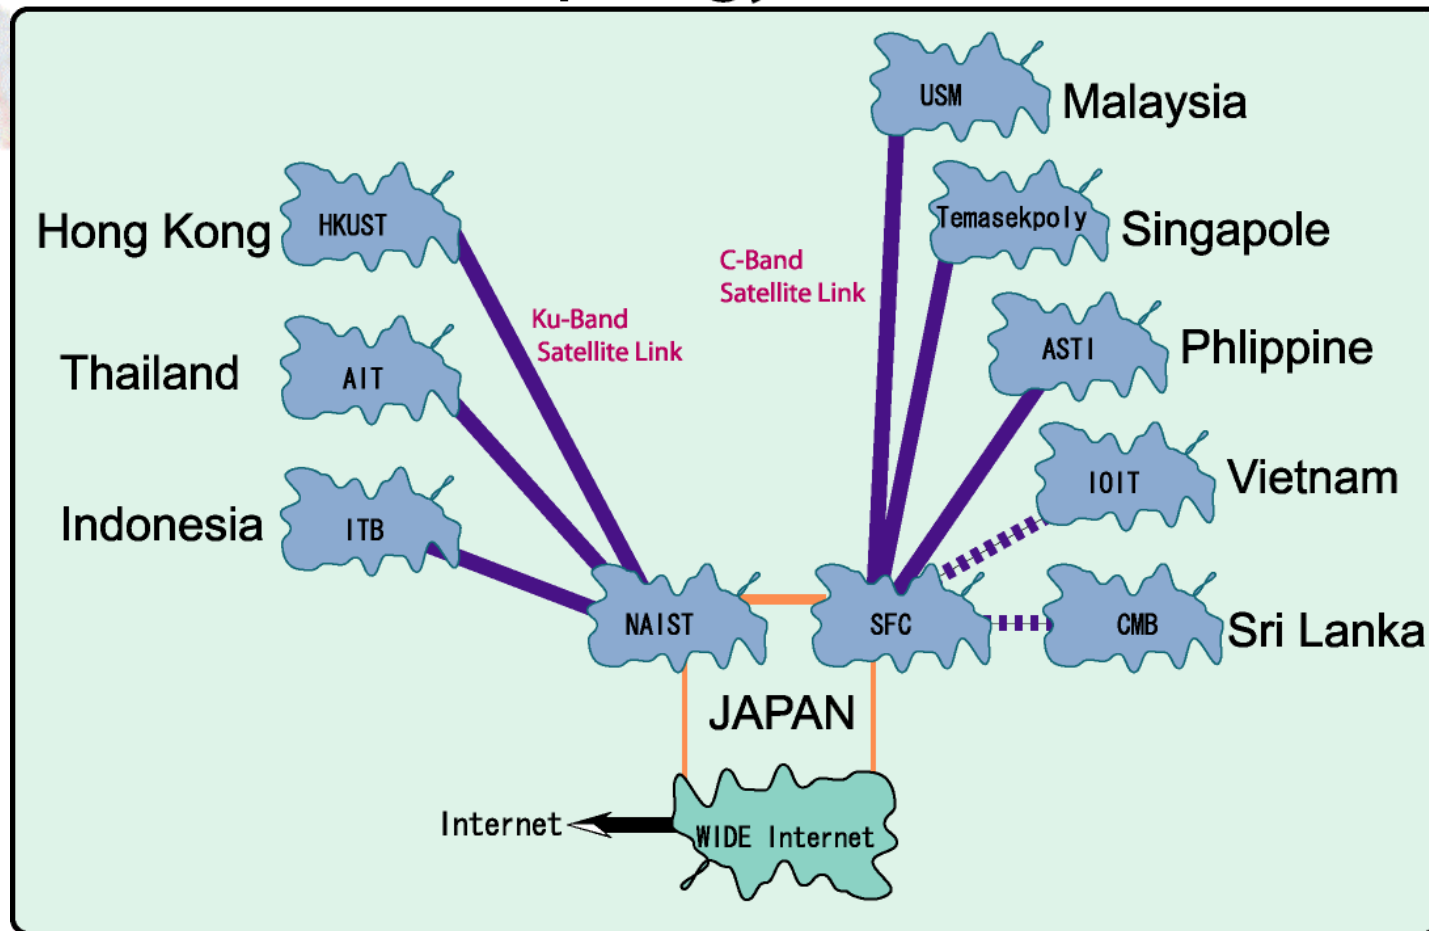 USM
Malaysia
HKUST
Hong Kong
Temasekpoly
Singapole
C-Band
Satellite Link
Ku-Band
Satellite Link
ASTI
Phlippine
AIT
Thailand
IOIT
Vietnam
ITB
Indonesia
NAIST
SFC
CMB
Sri Lanka
JAPAN
Internet
WIDE Internet